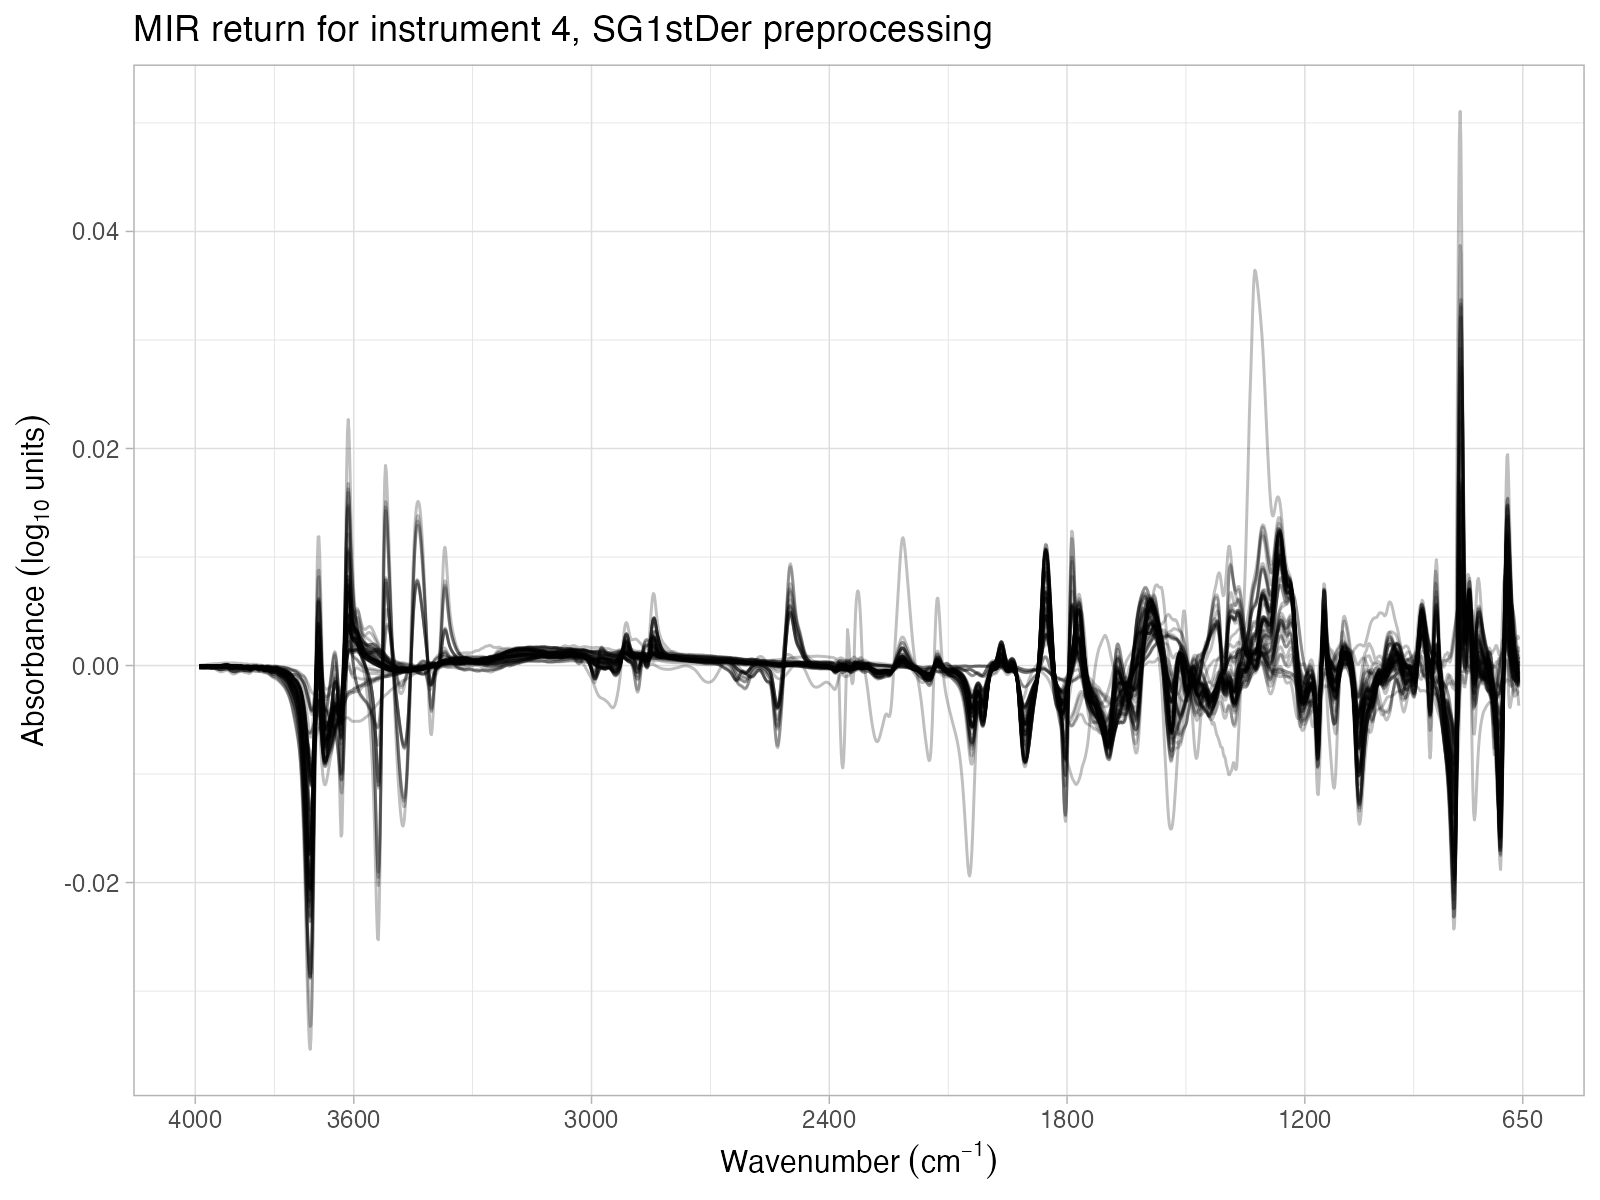 MIR return for instrument 4, SG1stDer preprocessing
Absorbance (log₁₀ units)
0.04
0.02
0.00
-0.02
4000 3600 3000 2400 1800 1200 650
Wavenumber (cm⁻¹)